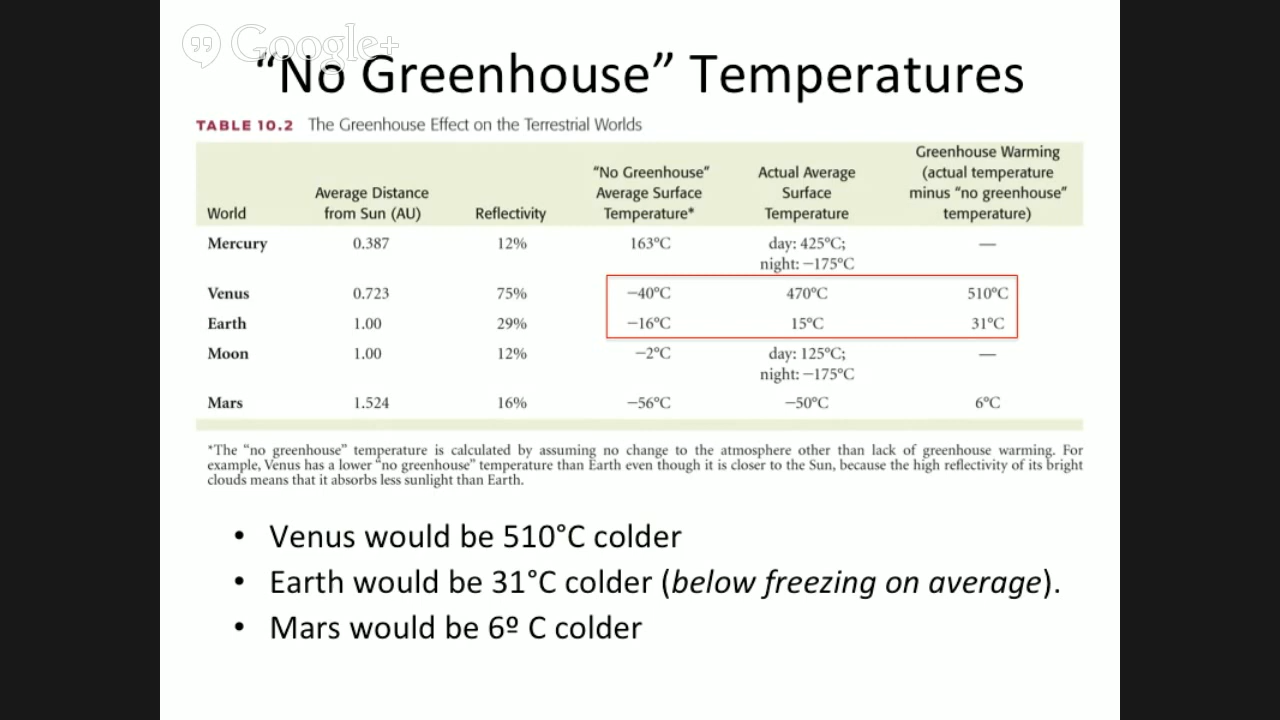 Google+
“No Greenhouse” Temperatures
TABLE 10.2 The Greenhouse Effect on the Terrestrial Worlds
World
Average Distance
from Sun (AU)
Reflectivity
“No Greenhouse”
Average Surface
Temperature*
Actual Average
Surface
Temperature
Greenhouse Warming
(actual temperature
minus “no greenhouse”
temperature)
Mercury 0.387 12% 163°C day: 425°C; —
night: −175°C
Venus 0.723 75% −40°C 470°C 510°C
Earth 1.00 29% −16°C 15°C 31°C
Moon 1.00 12% −2°C day: 125°C; —
night: −175°C
Mars 1.524 16% −56°C −50°C 6°C
*The “no greenhouse” temperature is calculated by assuming no change to the atmosphere other than lack of greenhouse warming. For
example, Venus has a lower “no greenhouse” temperature than Earth even though it is closer to the Sun, because the high reflectivity of its bright
clouds means that it absorbs less sunlight than Earth.
• Venus would be 510°C colder
• Earth would be 31°C colder (below freezing on average).
• Mars would be 6º C colder